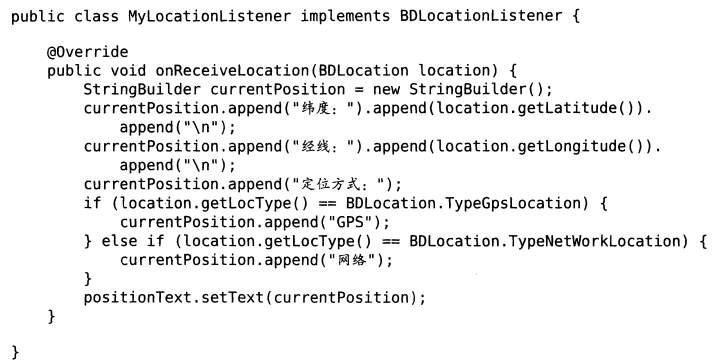 public class MyLocationListener implements BDLocationListener {

    @Override
    public void onReceiveLocation(BDLocation location) {
        StringBuilder currentPosition = new StringBuilder();
        currentPosition.append("纬度：").append(location.getLatitude()).
            append("\n");
        currentPosition.append("经线：").append(location.getLongitude()).
            append("\n");
        currentPosition.append("定位方式：");
        if (location.getLocType() == BDLocation.TypeGpsLocation) {
            currentPosition.append("GPS");
        } else if (location.getLocType() == BDLocation.TypeNetWorkLocation) {
            currentPosition.append("网络");
        }
        positionText.setText(currentPosition);
    }

}